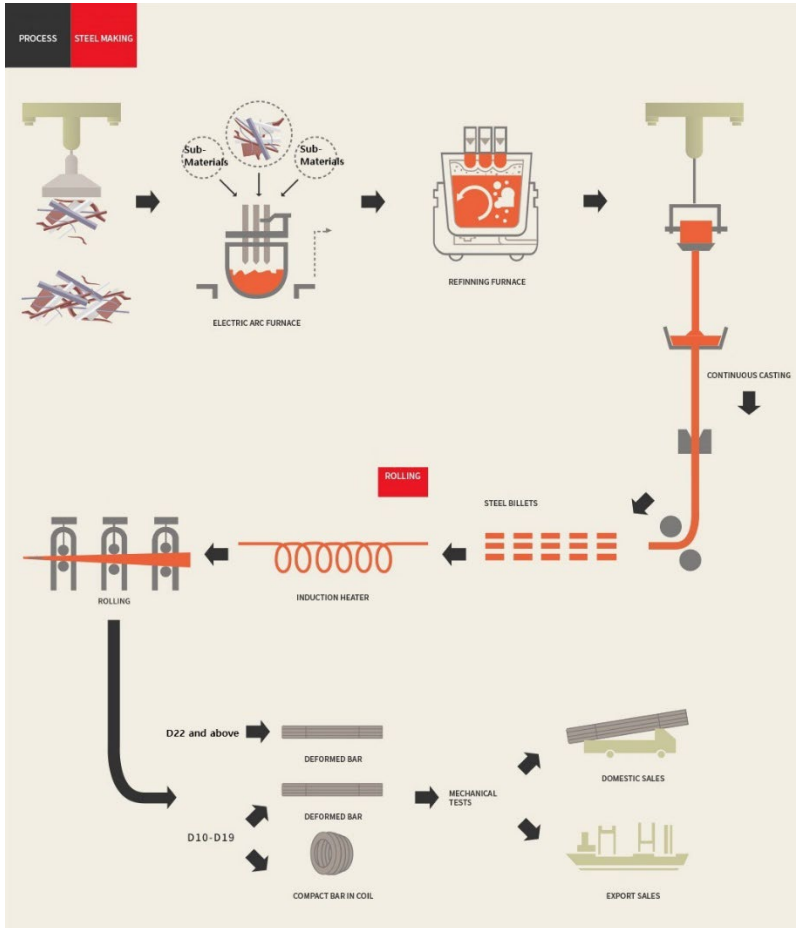 PROCESS
STEEL MAKING
Sub-
Materials
Sub-
Materials
ELECTRIC ARC FURNACE
REFINNING FURNACE
CONTINUOUS CASTING
ROLLING
STEEL BILLETS
INDUCTION HEATER
ROLLING
D22 and above
DEFORMED BAR
D10-D19
DEFORMED BAR
COMPACT BAR IN COIL
MECHANICAL
TESTS
DOMESTIC SALES
EXPORT SALES